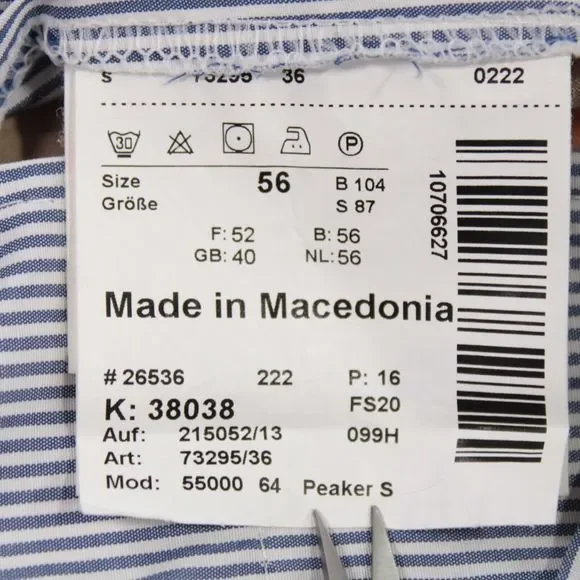 S 73295 36 0222
30 P
Size 56 B 104
Größe S 87
F: 52 B: 56
GB: 40 NL: 56
10706627
Made in Macedonia
# 26536 222 P: 16
K: 38038 FS20
Auf: 215052/13 099H
Art: 73295/36
Mod: 55000 64 Peaker S